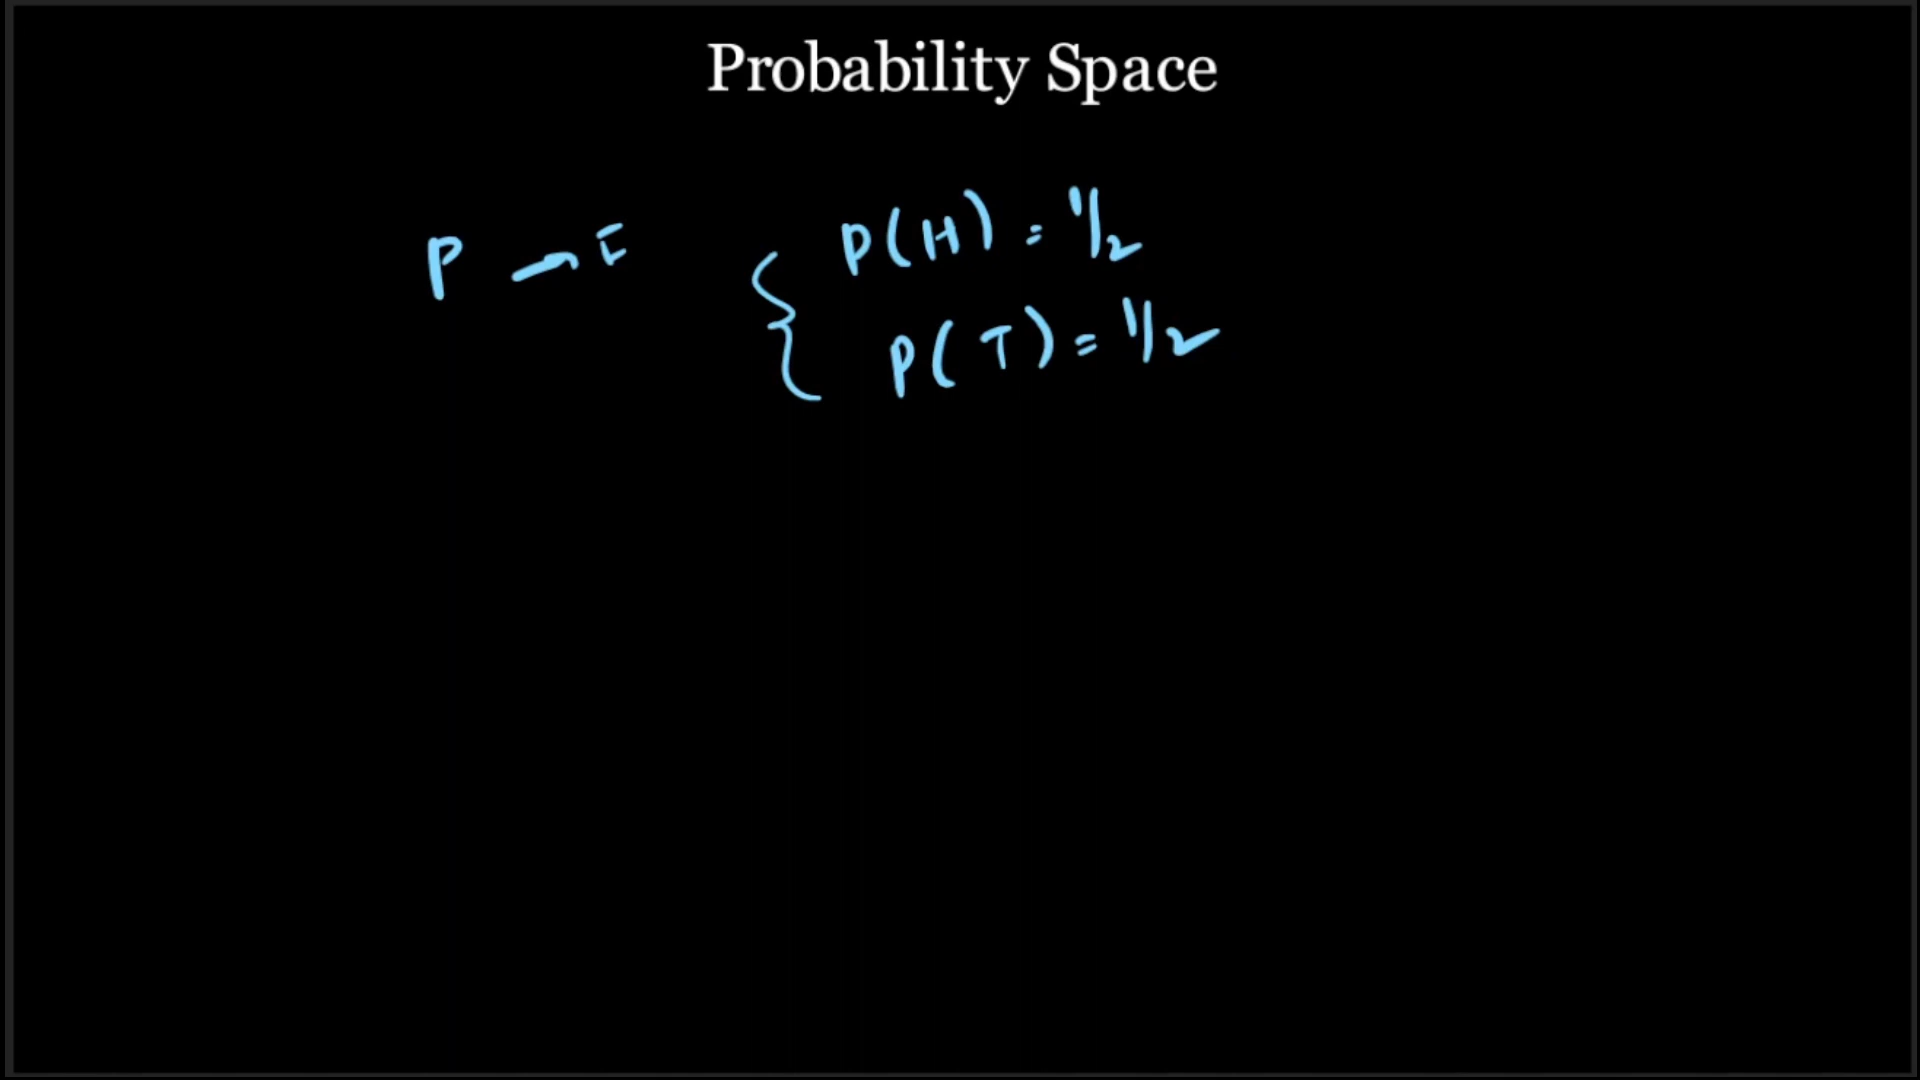 Probability Space
P → E
P(H) = 1/2
P(T) = 1/2